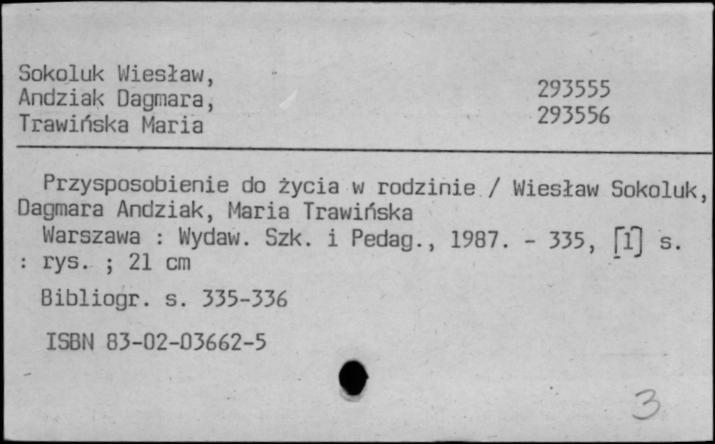 Sokoluk Wiesław,
Andziak Dagmara, 293555
Trawińska Maria 293556
Przysposobienie do życia w rodzinie / Wiesław Sokoluk,
Dagmara Andziak, Maria Trawińska
Warszawa : Wydaw. Szk. i Pedag., 1987. - 335, [1] s.
: rys. ; 21 cm
Bibliogr. s. 335-336
ISBN 83-02-03662-5
3